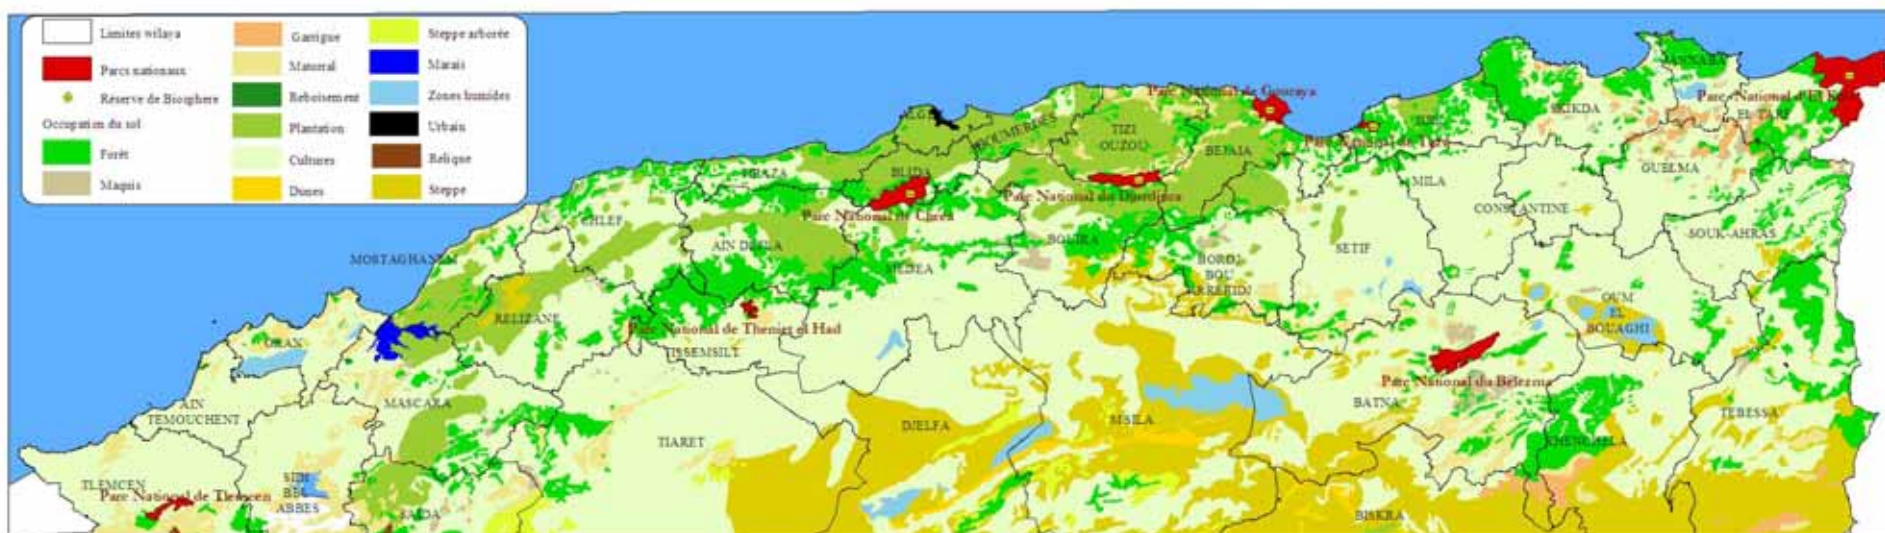 Limites wilaya
Parcs nationaux
Réserve de Biosphere
Occupation du sol
Forêt
Maquis
Garrigue
Matorral
Reboisement
Plantation
Cultures
Dunes
Steppe arborée
Marais
Zones humides
Urbain
Relique
Steppe
ANNABA
Parc National de Gouraya
SKIKDA
Parc National d'El Kala
EL TARF
BOUMERDES
TIZI
OUZOU
BEJAIA
Parc National de Taza
GUELMA
BLIDA
MILA
Parc National du Djurdjura
Parc National de Chrea
CONSTANTINE
CHLEF
SOUK-AHRAS
AIN DEFLA
BOUIRA
SETIF
MOSTAGHANEM
MEDEA
BORDJ
BOU
ARRERIDJ
OUM
EL
BOUAGHI
RELIZANE
Parc National de Theniet el Had
ORAN
TISSEMSILT
Parc National du Belezma
MASCARA
BATNA
AIN
TEMOUCHENT
TEBESSA
DJELFA
MSILA
TIARET
KHENCHELA
TLEMCEN
Parc National de Tlemcen
SIDI
BEL
ABBES
SAIDA
BISKRA